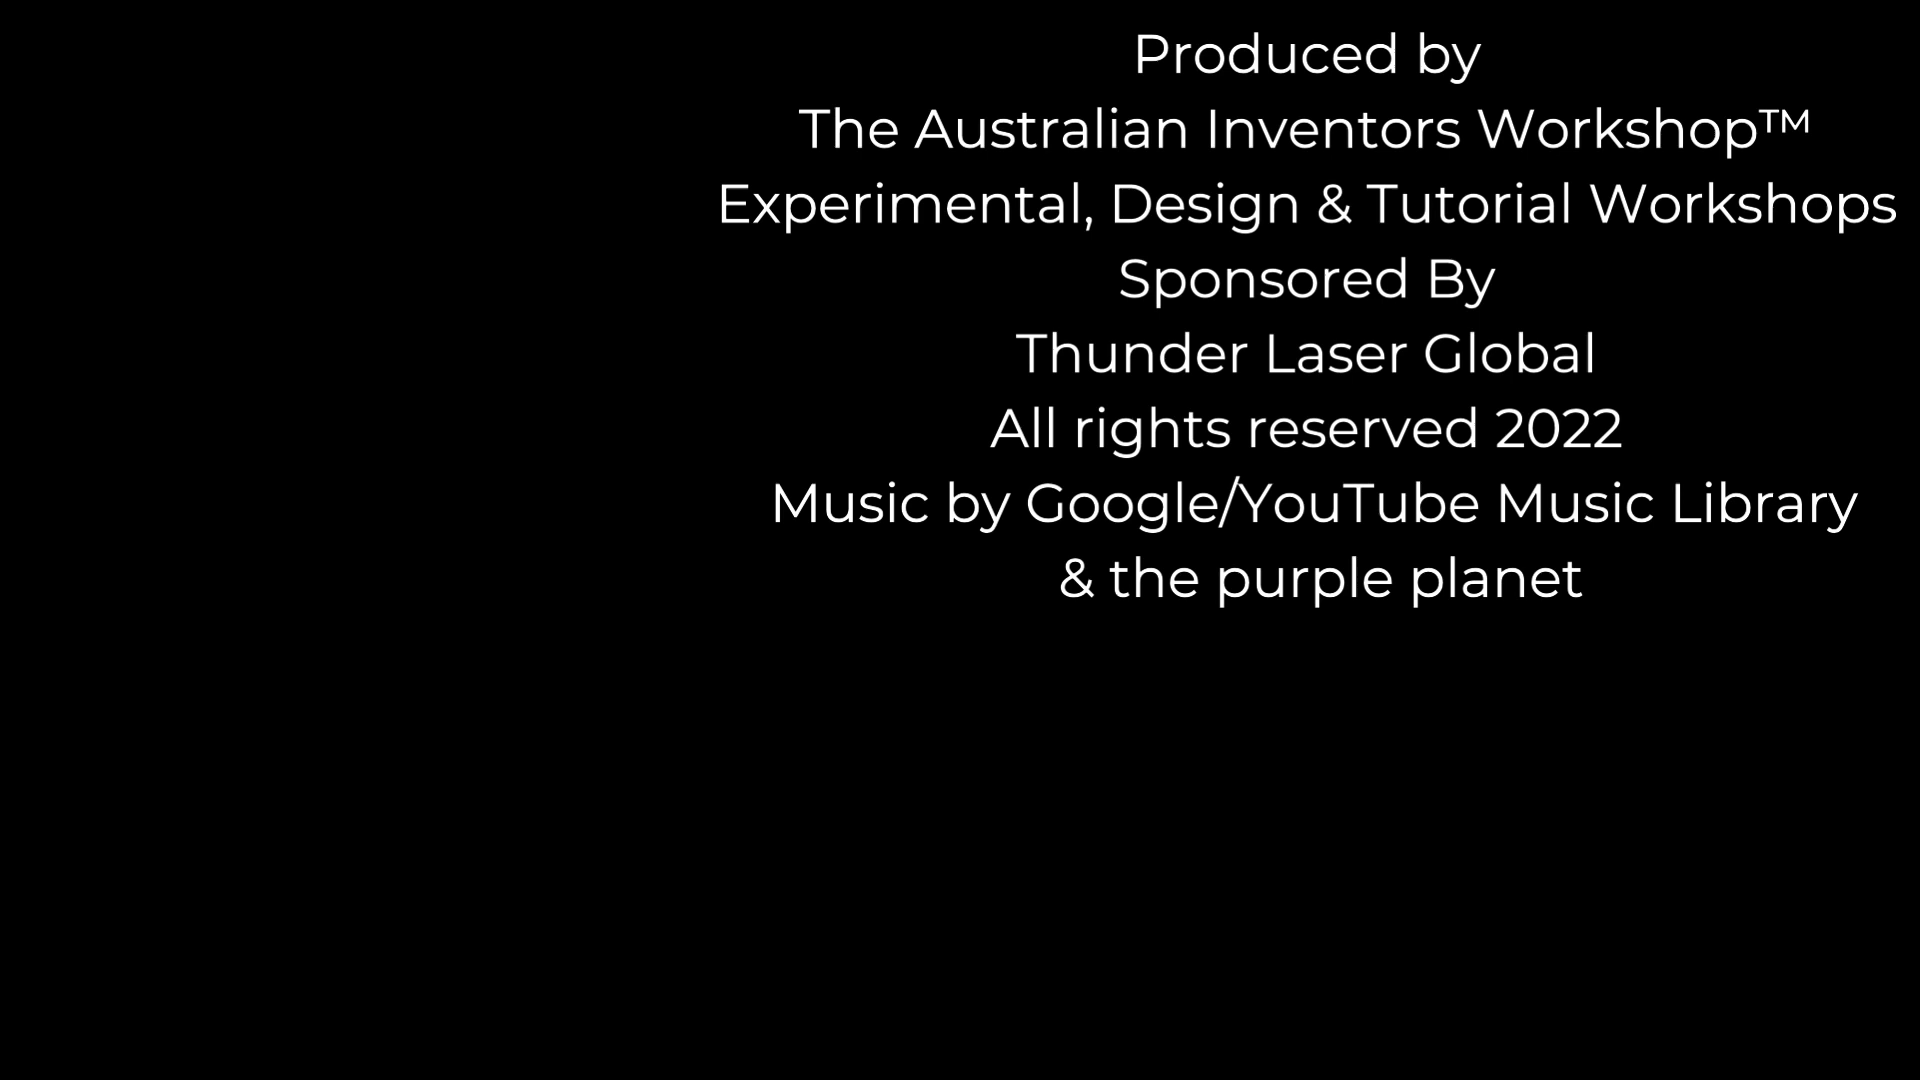 Produced by
The Australian Inventors Workshop™
Experimental, Design & Tutorial Workshops
Sponsored By
Thunder Laser Global
All rights reserved 2022
Music by Google/YouTube Music Library
& the purple planet